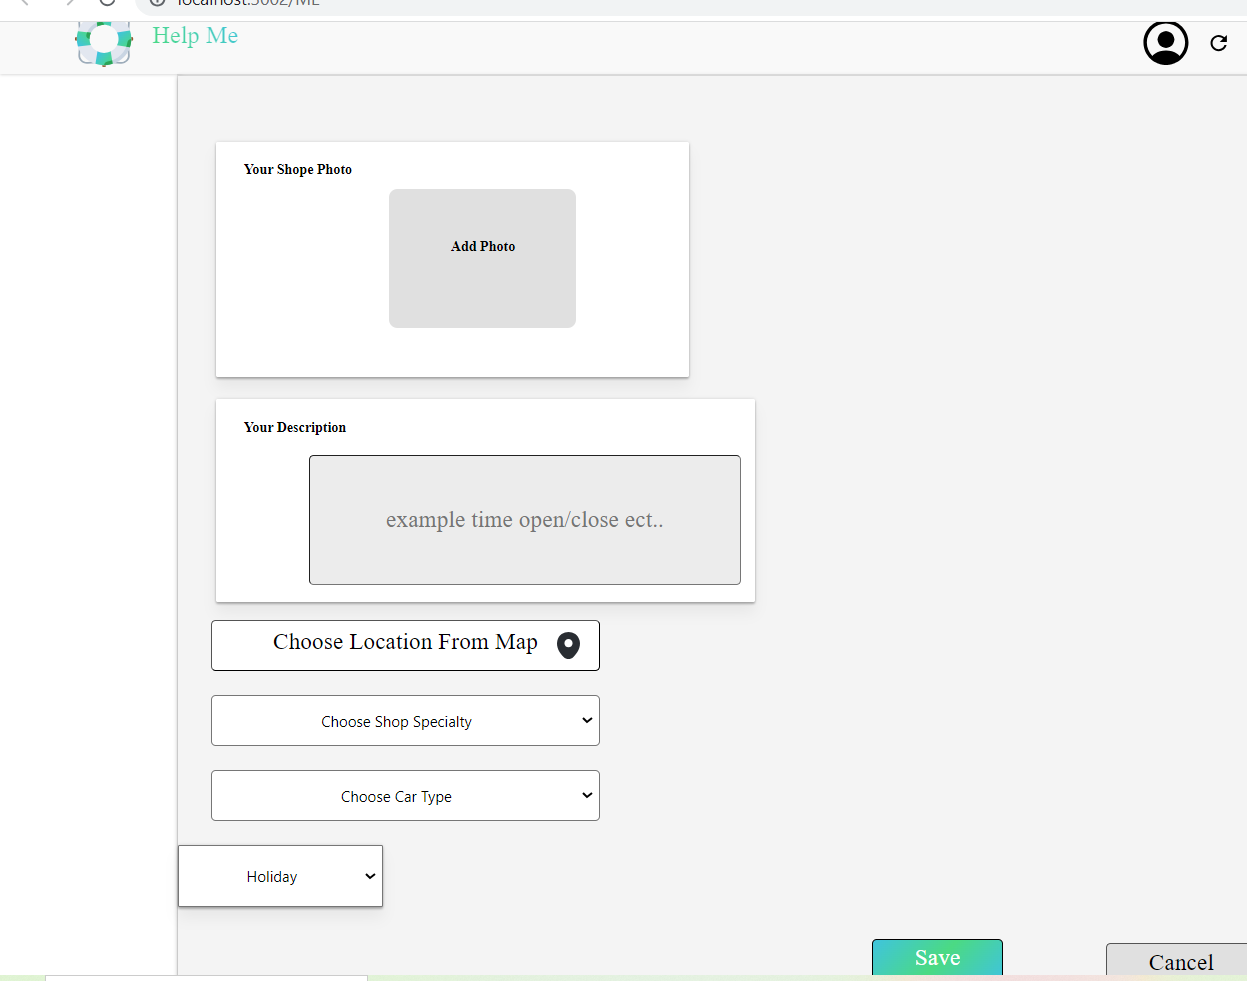 localhost:3002/ME
Help Me
Your Shope Photo
Add Photo
Your Description
example time open/close ect..
Choose Location From Map
Choose Shop Specialty
Choose Car Type
Holiday
Save
Cancel